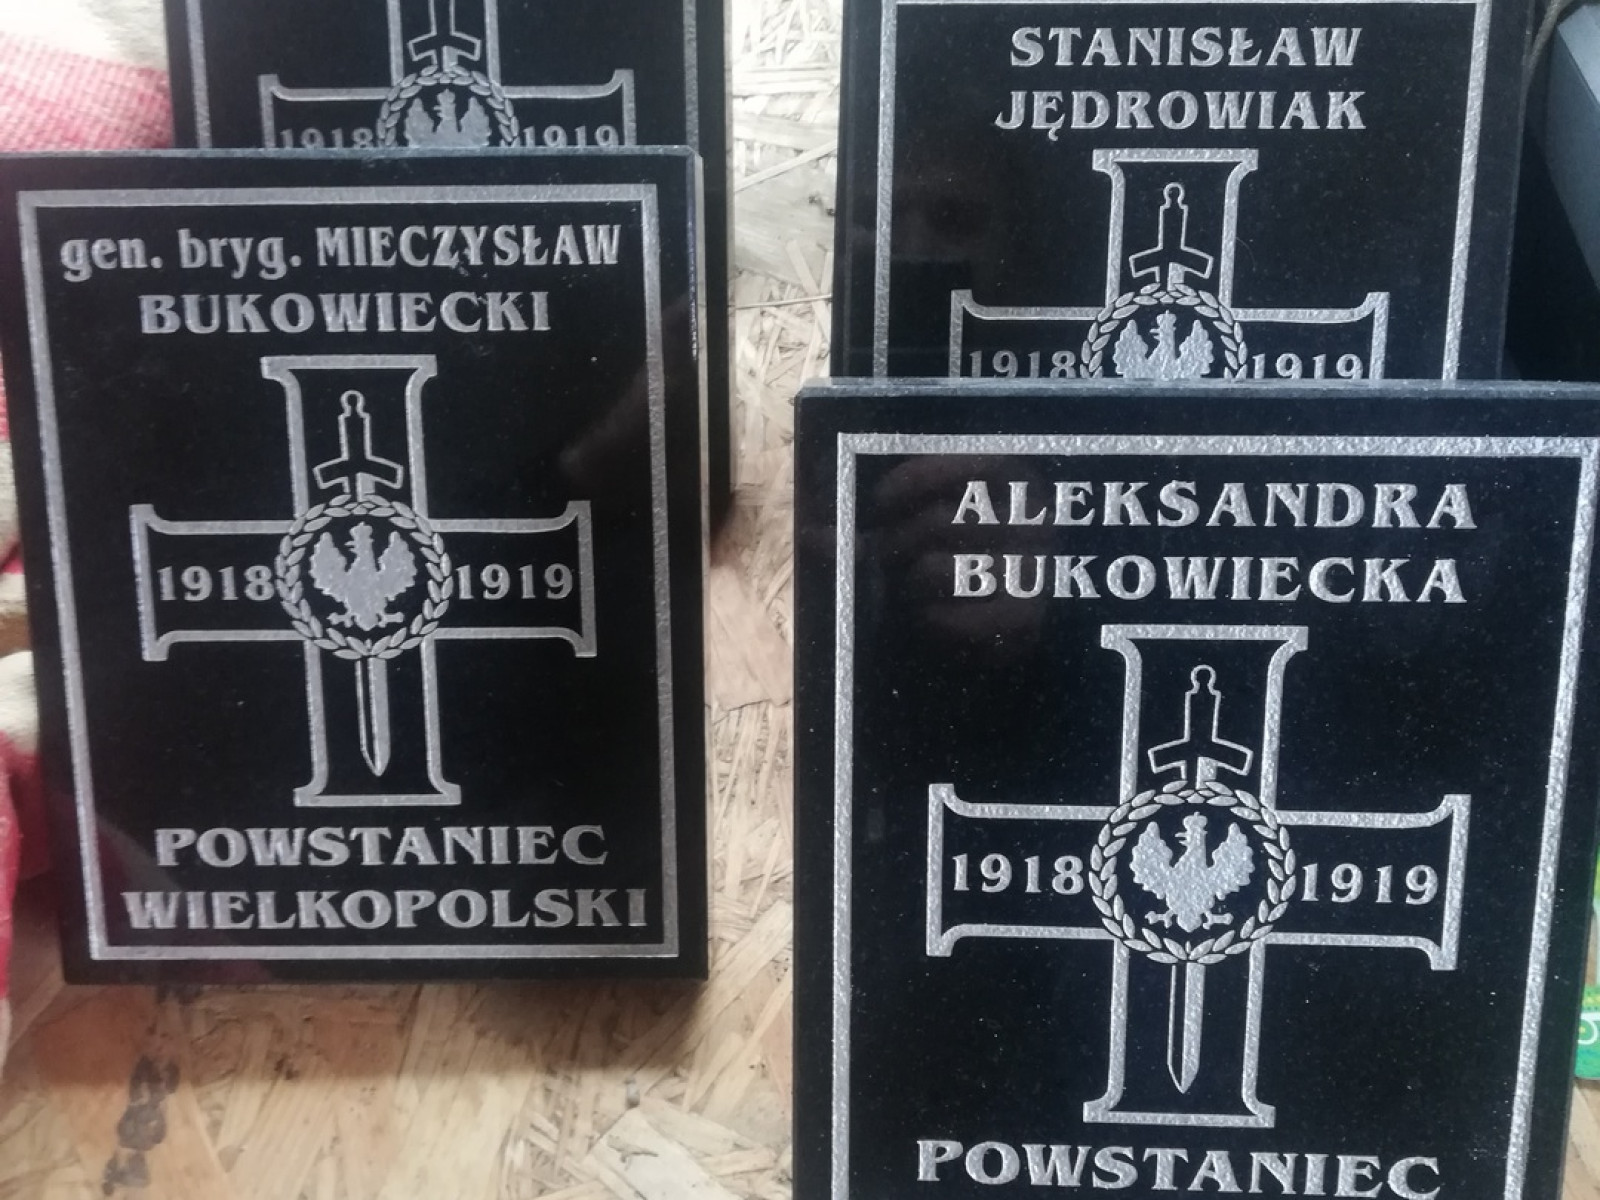 1918 1919
gen. bryg. MIECZYSŁAW
BUKOWIECKI
1918 1919
POWSTANIEC
WIELKOPOLSKI
STANISŁAW
JĘDROWIAK
1918 1919
ALEKSANDRA
BUKOWIECKA
1918 1919
POWSTANIEC